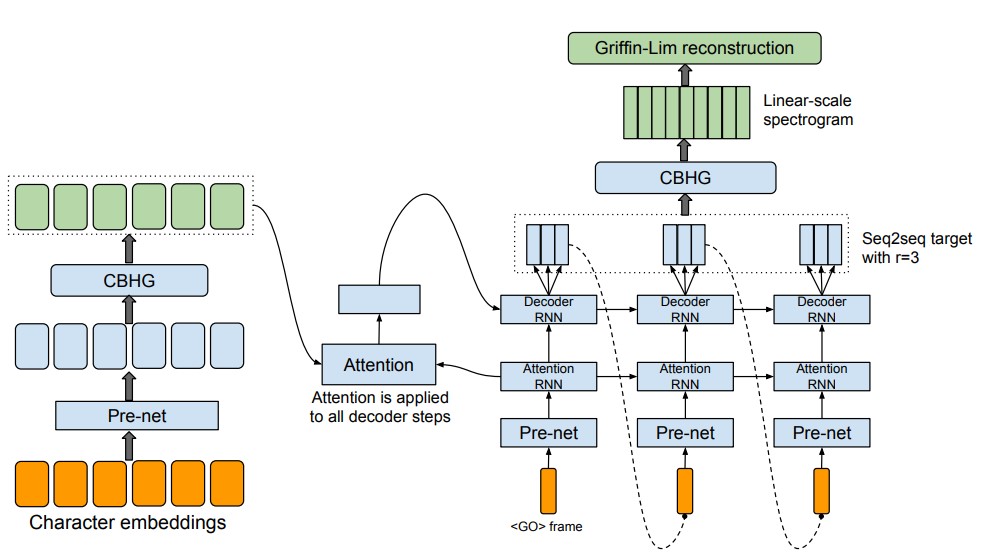 Griffin-Lim reconstruction
Linear-scale
spectrogram
CBHG
Seq2seq target
with r=3
CBHG
Pre-net
Character embeddings
Attention
Attention is applied
to all decoder steps
Decoder
RNN
Decoder
RNN
Decoder
RNN
Attention
RNN
Attention
RNN
Attention
RNN
Pre-net
Pre-net
Pre-net
<GO> frame